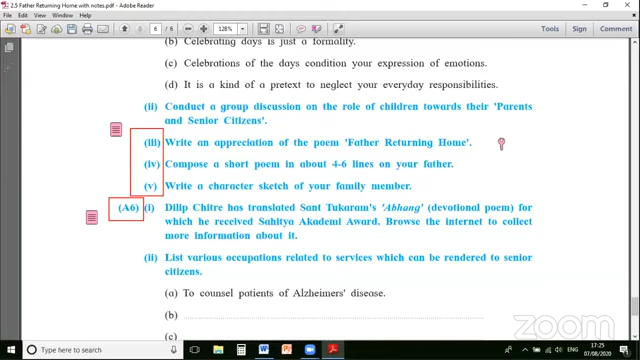 2.5 Father Returning Home with notes.pdf - Adobe Reader
File Edit View Window Help
6 / 6
128%
Tools Sign Comment
(b) Celebrating days is just a formality.
(c) Celebrations of the days condition your expression of emotions.
(d) It is a kind of a pretext to neglect your everyday responsibilities.
(ii) Conduct a group discussion on the role of children towards their 'Parents
and Senior Citizens'.
(iii) Write an appreciation of the poem 'Father Returning Home'.
(iv) Compose a short poem in about 4-6 lines on your father.
(v) Write a character sketch of your family member.
(A6) (i) Dilip Chitre has translated Sant Tukaram's 'Abhang' (devotional poem) for
which he received Sahitya Akademi Award. Browse the internet to collect
more information about it.
(ii) List various occupations related to services which can be rendered to senior
citizens.
(a) To counsel patients of Alzheimers' disease.
(b)
(c)
zoom
Type here to search
17:25
07/08/2020